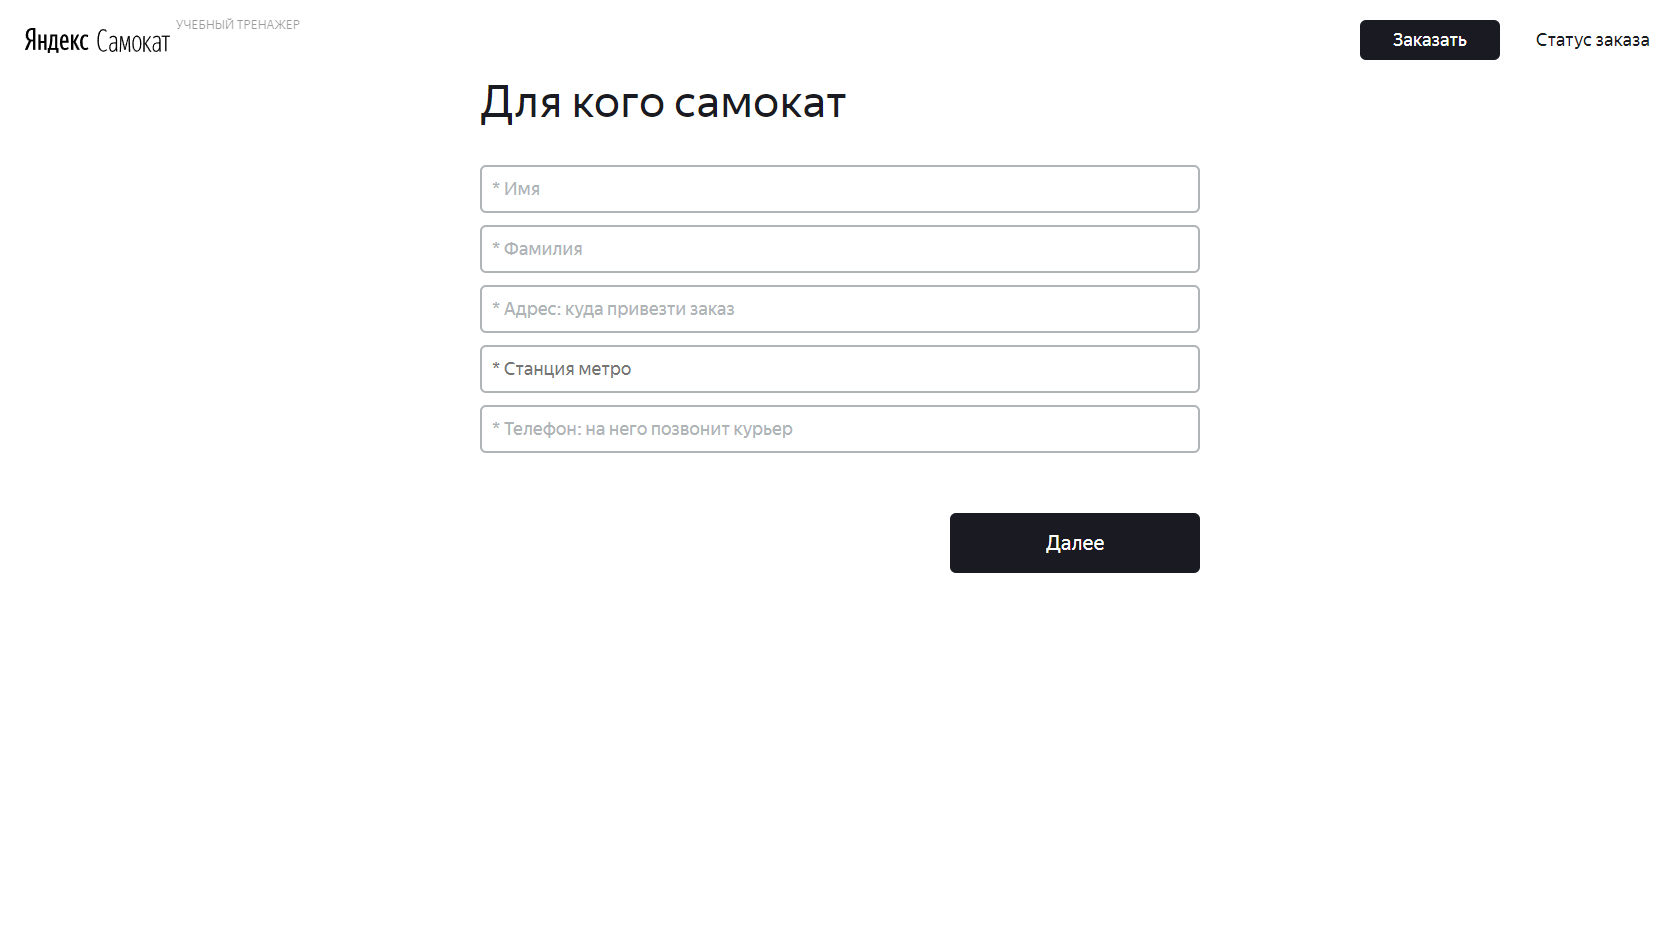 Яндекс Самокат
УЧЕБНЫЙ ТРЕНАЖЕР
Заказать
Статус заказа
Для кого самокат
* Имя
* Фамилия
* Адрес: куда привезти заказ
* Станция метро
* Телефон: на него позвонит курьер
Далее